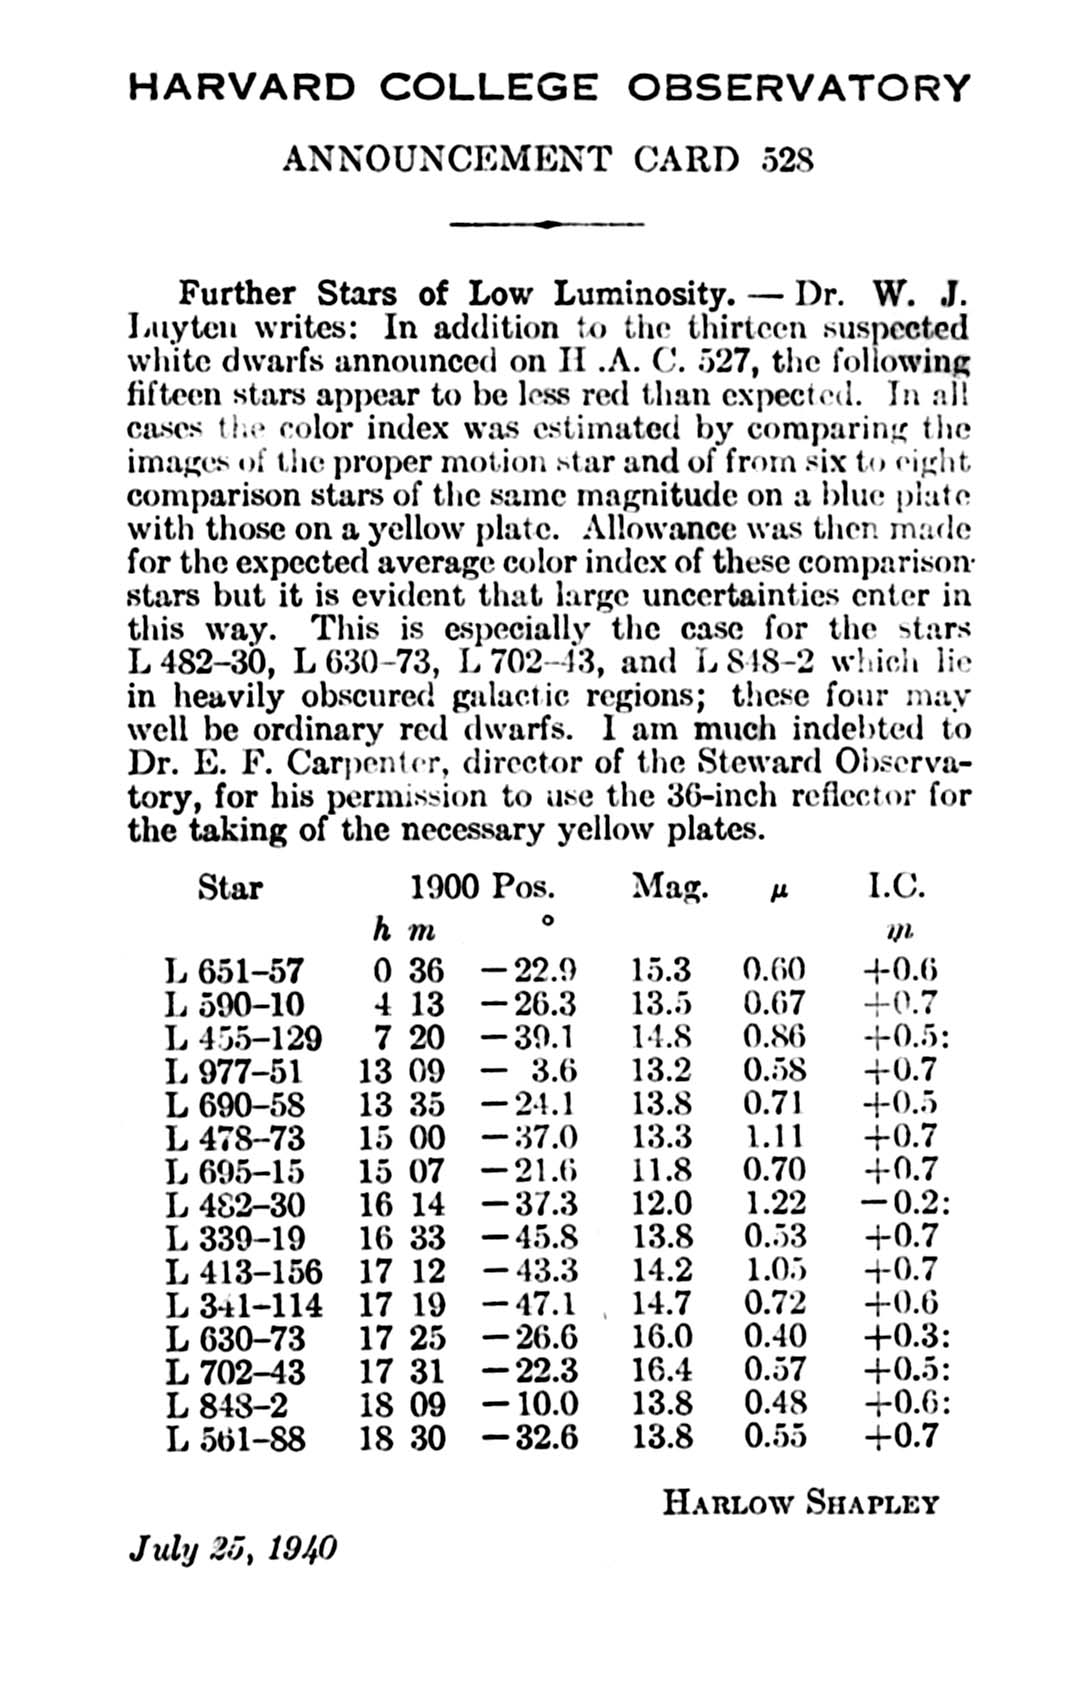 HARVARD COLLEGE OBSERVATORY
ANNOUNCEMENT CARD 528
Further Stars of Low Luminosity. — Dr. W. J.
Luyten writes: In addition to the thirteen suspected
white dwarfs announced on H .A. C. 527, the following
fifteen stars appear to be less red than expected. In all
cases the color index was estimated by comparing the
images of the proper motion star and of from six to eight
comparison stars of the same magnitude on a blue plate
with those on a yellow plate. Allowance was then made
for the expected average color index of these comparison
stars but it is evident that large uncertainties enter in
this way. This is especially the case for the stars
L 482–30, L 630–73, L 702–43, and L 848–2 which lie
in heavily obscured galactic regions; these four may
well be ordinary red dwarfs. I am much indebted to
Dr. E. F. Carpenter, director of the Steward Observa-
tory, for his permission to use the 36-inch reflector for
the taking of the necessary yellow plates.
Star 1900 Pos. Mag. μ I.C.
h m ° m
L 651–57 0 36 −22.9 15.3 0.60 +0.6
L 590–10 4 13 −26.3 13.5 0.67 +0.7
L 455–129 7 20 −39.1 14.8 0.86 +0.5:
L 977–51 13 09 − 3.6 13.2 0.58 +0.7
L 690–58 13 35 −24.1 13.8 0.71 +0.5
L 478–73 15 00 −37.0 13.3 1.11 +0.7
L 695–15 15 07 −21.6 11.8 0.70 +0.7
L 482–30 16 14 −37.3 12.0 1.22 −0.2:
L 339–19 16 33 −45.8 13.8 0.53 +0.7
L 413–156 17 12 −43.3 14.2 1.05 +0.7
L 341–114 17 19 −47.1 14.7 0.72 +0.6
L 630–73 17 25 −26.6 16.0 0.40 +0.3:
L 702–43 17 31 −22.3 16.4 0.57 +0.5:
L 848–2 18 09 −10.0 13.8 0.48 +0.6:
L 561–88 18 30 −32.6 13.8 0.55 +0.7
HARLOW SHAPLEY
July 25, 1940